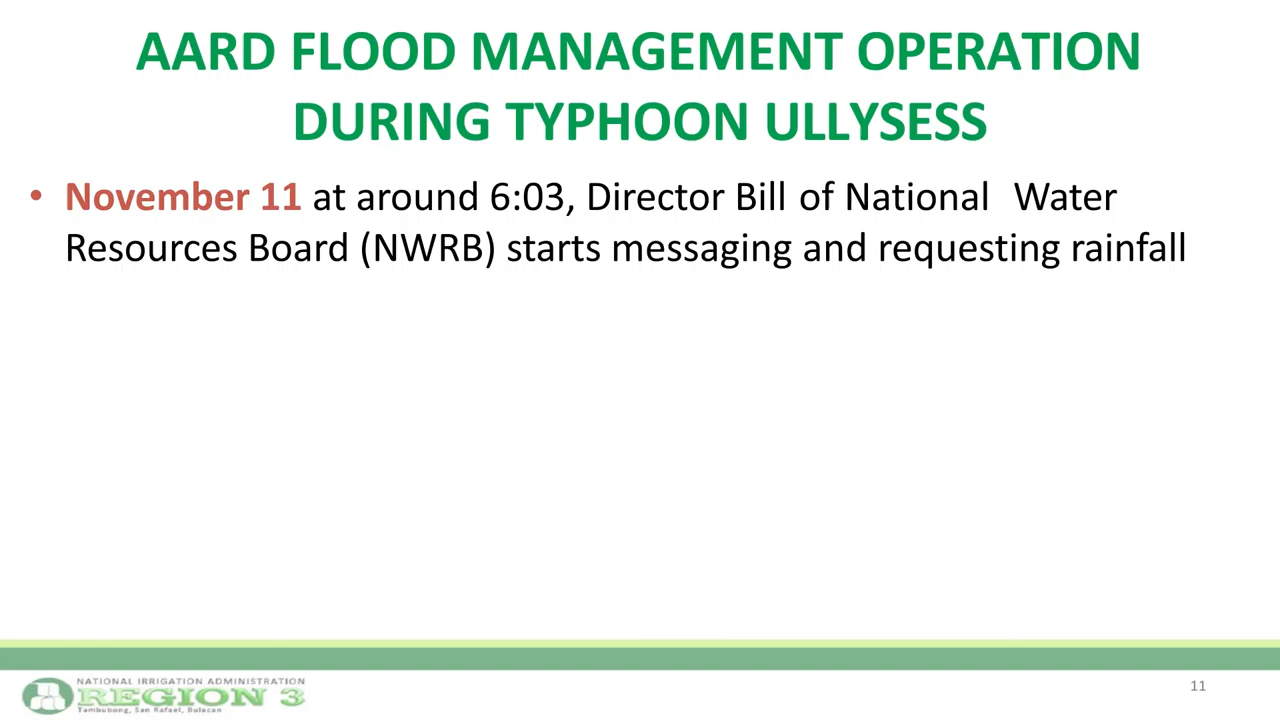 AARD FLOOD MANAGEMENT OPERATION
DURING TYPHOON ULLYSESS
• November 11 at around 6:03, Director Bill of National Water
Resources Board (NWRB) starts messaging and requesting rainfall
NATIONAL IRRIGATION ADMINISTRATION
REGION 3
Tambubong, San Rafael, Bulacan
11